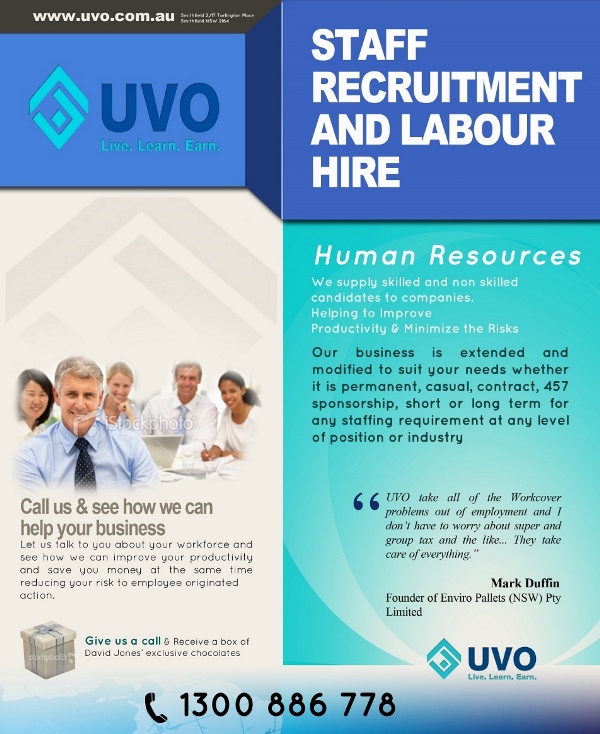 www.uvo.com.au
Smithfield 2/17 Tarlington Place
Smithfield NSW 2164
UVO
Live. Learn. Earn.
STAFF
RECRUITMENT
AND LABOUR
HIRE
Human Resources
We supply skilled and non skilled
candidates to companies.
Helping to Improve
Productivity & Minimize the Risks
Our business is extended and
modified to suit your needs whether
it is permanent, casual, contract, 457
sponsorship, short or long term for
any staffing requirement at any level
of position or industry
iStockphoto
Call us & see how we can
help your business
Let us talk to you about your workforce and
see how we can improve your productivity
and save you money at the same time
reducing your risk to employee originated
action.
Give us a call & Receive a box of
David Jones' exclusive chocolates
“ UVO take all of the Workcover
problems out of employment and I
don't have to worry about super and
group tax and the like... They take
care of everything.”
Mark Duffin
Founder of Enviro Pallets (NSW) Pty
Limited
UVO
Live. Learn. Earn.
1300 886 778